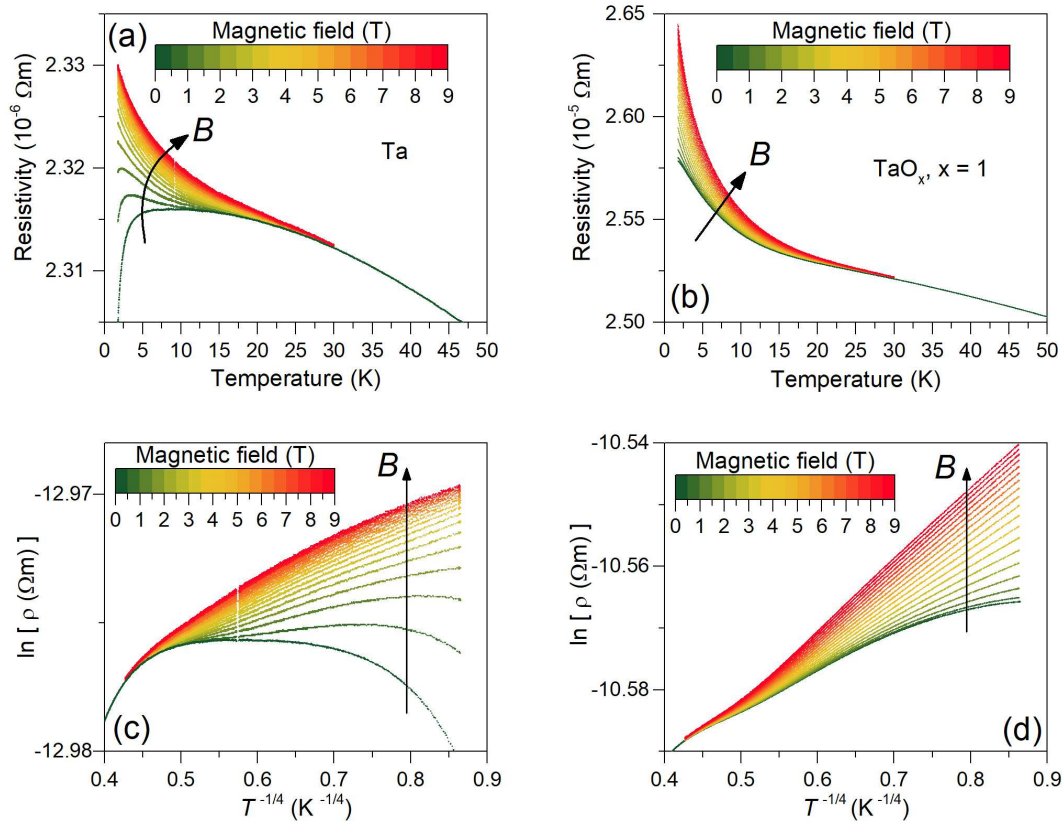 (a)
Magnetic field (T)
0 1 2 3 4 5 6 7 8 9
2.33
2.32
2.31
Resistivity (10⁻⁶ Ωm)
B
Ta
0 5 10 15 20 25 30 35 40 45 50
Temperature (K)
2.65
2.60
2.55
2.50
Resistivity (10⁻⁵ Ωm)
Magnetic field (T)
0 1 2 3 4 5 6 7 8 9
B
TaOₓ, x = 1
(b)
0 5 10 15 20 25 30 35 40 45 50
Temperature (K)
Magnetic field (T)
0 1 2 3 4 5 6 7 8 9
B
-12.97
-12.98
ln [ ρ (Ωm) ]
(c)
0.4 0.5 0.6 0.7 0.8 0.9
T ⁻¹/⁴ (K ⁻¹/⁴)
-10.54
-10.56
-10.58
ln [ ρ (Ωm) ]
Magnetic field (T)
0 1 2 3 4 5 6 7 8 9
B
(d)
0.4 0.5 0.6 0.7 0.8 0.9
T ⁻¹/⁴ (K ⁻¹/⁴)